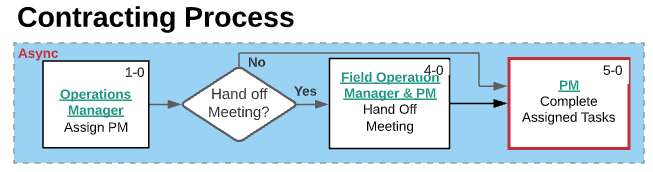 Contracting Process
Async
1-0
Operations
Manager
Assign PM
Hand off
Meeting?
No
Yes
4-0
Field Operation
Manager & PM
Hand Off
Meeting
5-0
PM
Complete
Assigned Tasks